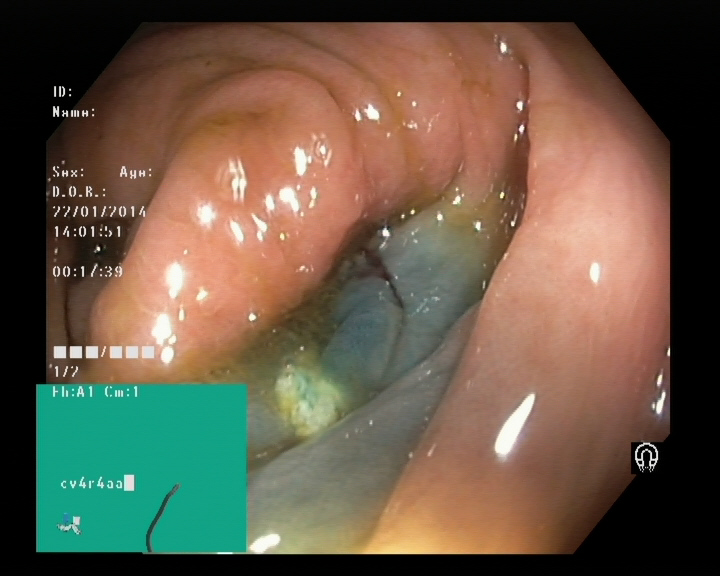 ID:
Name:
Sex: Age:
D.O.B.:
22/01/2014
14:01:51
00:17:39
/
1/2
Eh:A1 Cm:1
cv4r4aa